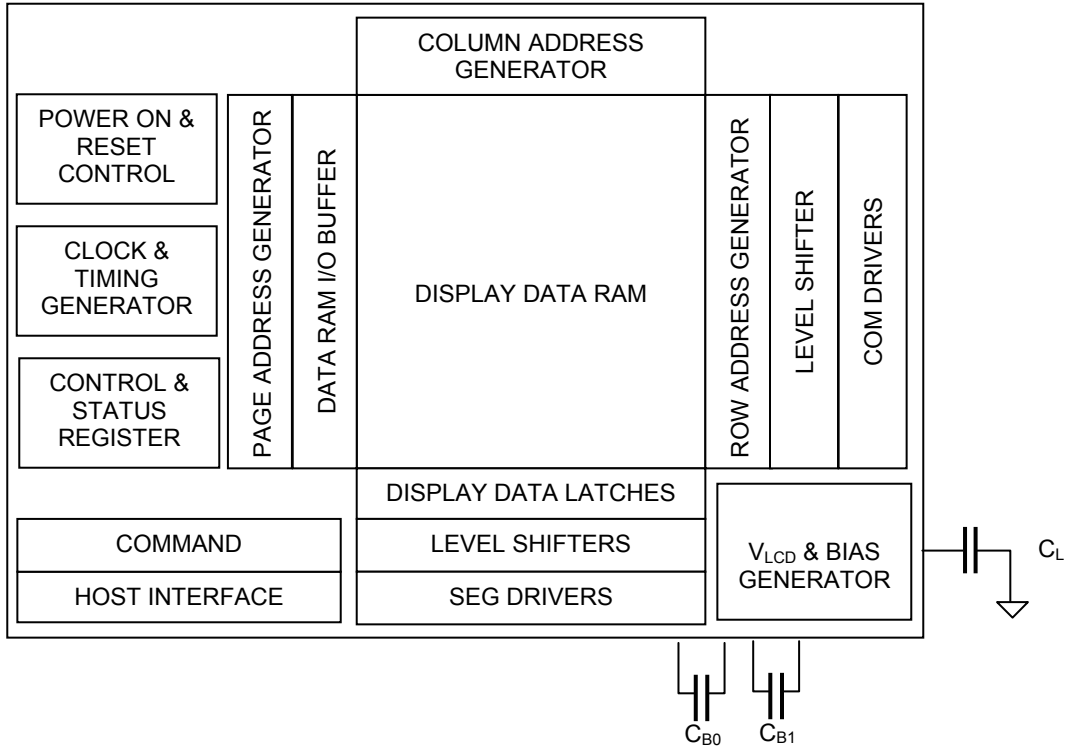 COLUMN ADDRESS
GENERATOR
POWER ON &
RESET
CONTROL
CLOCK &
TIMING
GENERATOR
CONTROL &
STATUS
REGISTER
PAGE ADDRESS GENERATOR
DATA RAM I/O BUFFER
DISPLAY DATA RAM
ROW ADDRESS GENERATOR
LEVEL SHIFTER
COM DRIVERS
DISPLAY DATA LATCHES
COMMAND
HOST INTERFACE
LEVEL SHIFTERS
SEG DRIVERS
VLCD & BIAS
GENERATOR
CL
CB0
CB1